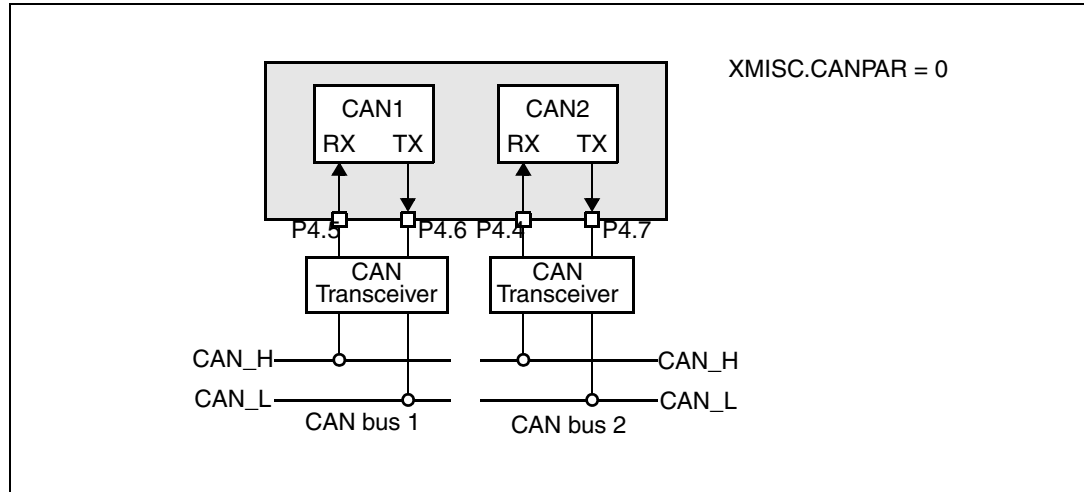 XMISC.CANPAR = 0
CAN1
CAN2
RX TX
RX TX
P4.5
P4.6
P4.4
P4.7
CAN
Transceiver
CAN
Transceiver
CAN_H
CAN_H
CAN_L
CAN_L
CAN bus 1
CAN bus 2